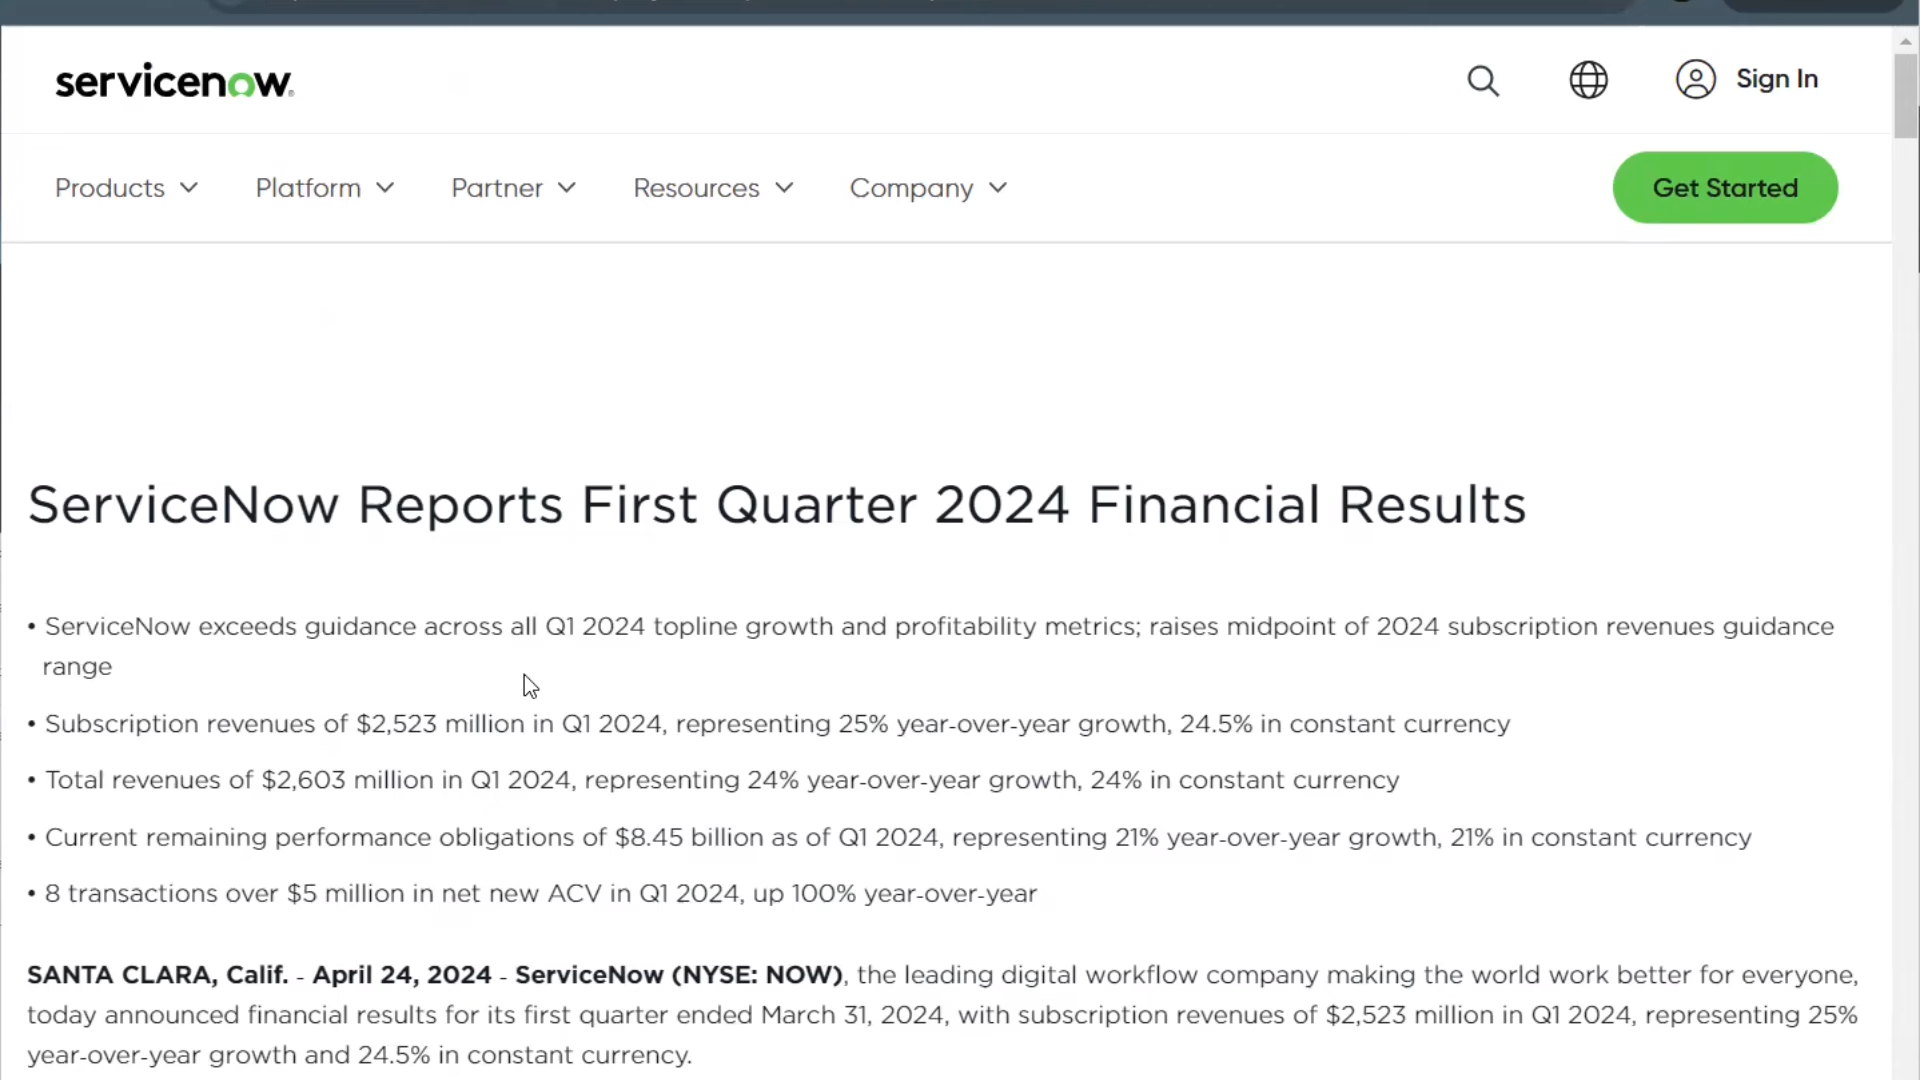 servicenow
Sign In
Products
Platform
Partner
Resources
Company
Get Started
ServiceNow Reports First Quarter 2024 Financial Results
• ServiceNow exceeds guidance across all Q1 2024 topline growth and profitability metrics; raises midpoint of 2024 subscription revenues guidance
range
• Subscription revenues of $2,523 million in Q1 2024, representing 25% year-over-year growth, 24.5% in constant currency
• Total revenues of $2,603 million in Q1 2024, representing 24% year-over-year growth, 24% in constant currency
• Current remaining performance obligations of $8.45 billion as of Q1 2024, representing 21% year-over-year growth, 21% in constant currency
• 8 transactions over $5 million in net new ACV in Q1 2024, up 100% year-over-year
SANTA CLARA, Calif. - April 24, 2024 - ServiceNow (NYSE: NOW), the leading digital workflow company making the world work better for everyone,
today announced financial results for its first quarter ended March 31, 2024, with subscription revenues of $2,523 million in Q1 2024, representing 25%
year-over-year growth and 24.5% in constant currency.